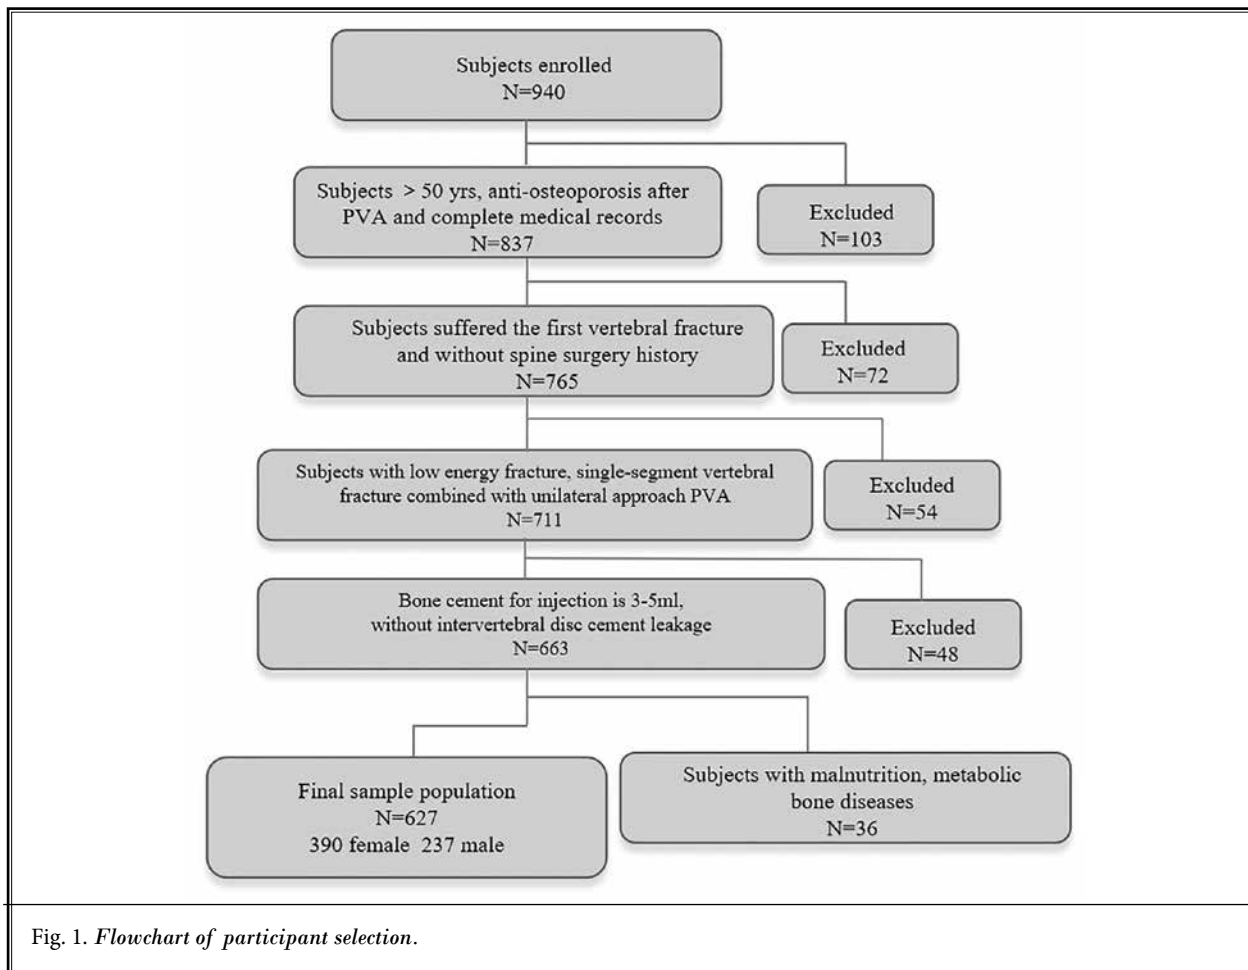 Subjects enrolled
N=940
Subjects > 50 yrs, anti-osteoporosis after
PVA and complete medical records
N=837
Excluded
N=103
Subjects suffered the first vertebral fracture
and without spine surgery history
N=765
Excluded
N=72
Subjects with low energy fracture, single-segment vertebral
fracture combined with unilateral approach PVA
N=711
Excluded
N=54
Bone cement for injection is 3-5ml,
without intervertebral disc cement leakage
N=663
Excluded
N=48
Final sample population
N=627
390 female 237 male
Subjects with malnutrition, metabolic
bone diseases
N=36
Fig. 1. Flowchart of participant selection.